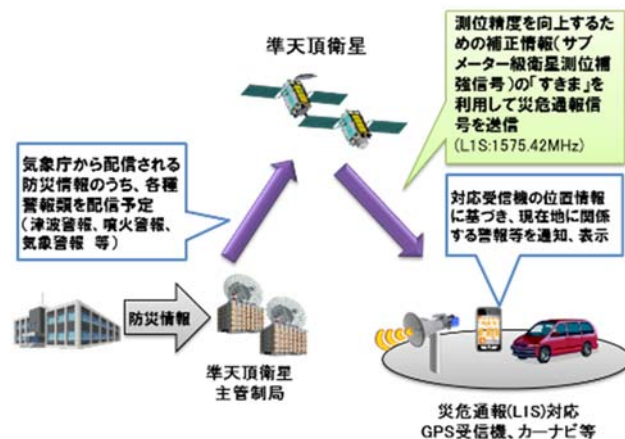 準天頂衛星
測位精度を向上するた
めの補正情報(サブ
メーター級衛星測位補
強信号)の「すきま」を
利用して災危通報信
号を送信
(L1S:1575.42MHz)
気象庁から配信される
防災情報のうち、各種
警報類を配信予定
(津波警報、噴火警報、
気象警報 等)
対応受信機の位置情報
に基づき、現在地に関係
する警報等を通知、表示
防災情報
準天頂衛星
主管制局
災危通報(L1S)対応
GPS受信機、カーナビ等